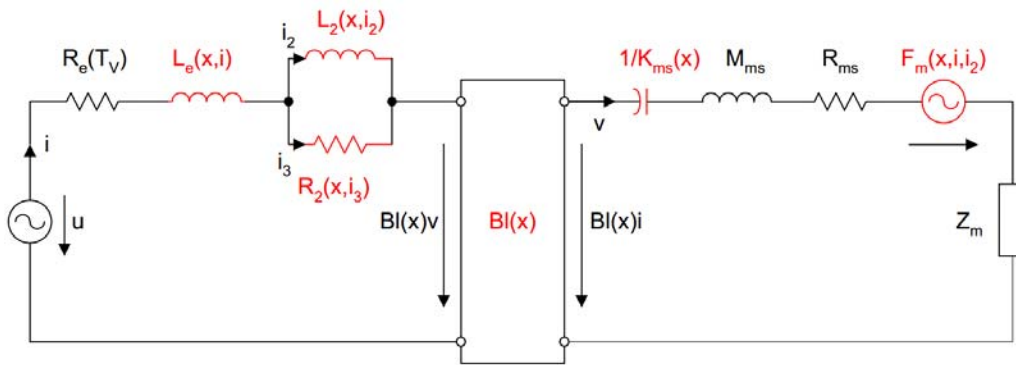 L₂(x,i₂)
i₂
Rₑ(Tᵥ)
Lₑ(x,i)
1/Kₘₛ(x)
Mₘₛ
Rₘₛ
Fₘ(x,i,i₂)
v
i
i₃
R₂(x,i₃)
u
Bl(x)v
Bl(x)
Bl(x)i
Zₘ